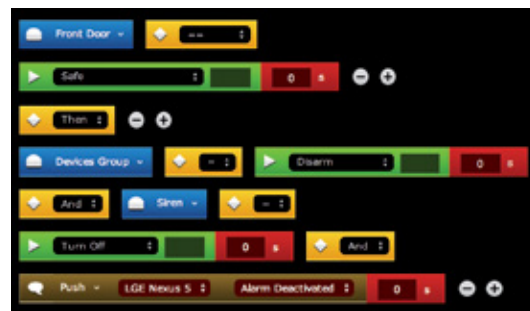 Front Door ==
Safe 0 s
Then
Devices Group = Disarm 0 s
And Siren =
Turn Off 0 s And
Push LGE Nexus 5 Alarm Deactivated 0 s